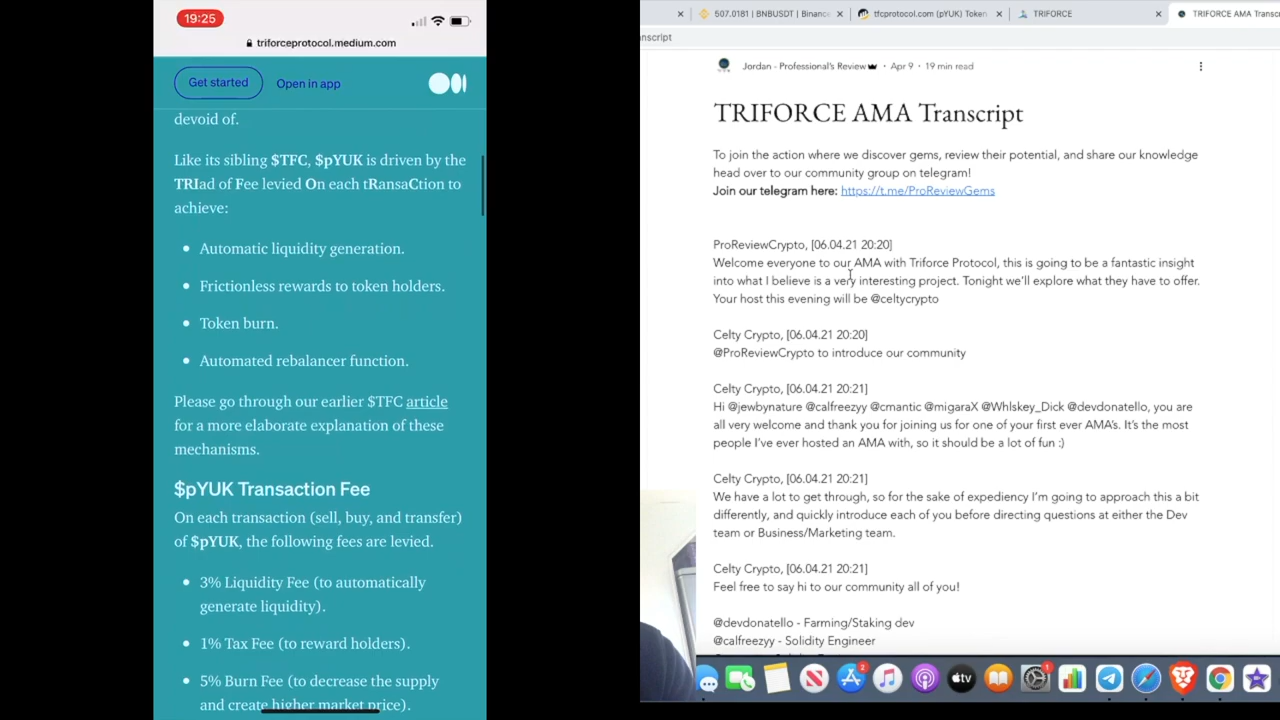 19:25
triforceprotocol.medium.com
Get started
Open in app
devoid of.
Like its sibling $TFC, $pYUK is driven by the
TRIad of Fee levied On each tRansaCtion to
achieve:
Automatic liquidity generation.
Frictionless rewards to token holders.
Token burn.
Automated rebalancer function.
Please go through our earlier $TFC article
for a more elaborate explanation of these
mechanisms.
$pYUK Transaction Fee
On each transaction (sell, buy, and transfer)
of $pYUK, the following fees are levied.
3% Liquidity Fee (to automatically
generate liquidity).
1% Tax Fee (to reward holders).
5% Burn Fee (to decrease the supply
and create higher market price).
507.0181 | BNBUSDT | Binanc
tfcprotocol.com (pYUK) Token
TRIFORCE
TRIFORCE AMA Transcr
nscript
Jordan - Professional's Review • Apr 9 • 19 min read
TRIFORCE AMA Transcript
To join the action where we discover gems, review their potential, and share our knowledge
head over to our community group on telegram!
Join our telegram here: https://t.me/ProReviewGems
ProReviewCrypto, [06.04.21 20:20]
Welcome everyone to our AMA with Triforce Protocol, this is going to be a fantastic insight
into what I believe is a very interesting project. Tonight we'll explore what they have to offer.
Your host this evening will be @celtycrypto
Celty Crypto, [06.04.21 20:20]
@ProReviewCrypto to introduce our community
Celty Crypto, [06.04.21 20:21]
Hi @jewbynature @calfreezyy @cmantic @migaraX @Whlskey_Dick @devdonatello, you are
all very welcome and thank you for joining us for one of your first ever AMA's. It's the most
people I've ever hosted an AMA with, so it should be a lot of fun :)
Celty Crypto, [06.04.21 20:21]
We have a lot to get through, so for the sake of expediency I'm going to approach this a bit
differently, and quickly introduce each of you before directing questions at either the Dev
team or Business/Marketing team.
Celty Crypto, [06.04.21 20:21]
Feel free to say hi to our community all of you!
@devdonatello - Farming/Staking dev
@calfreezyy - Solidity Engineer
2
tv
1